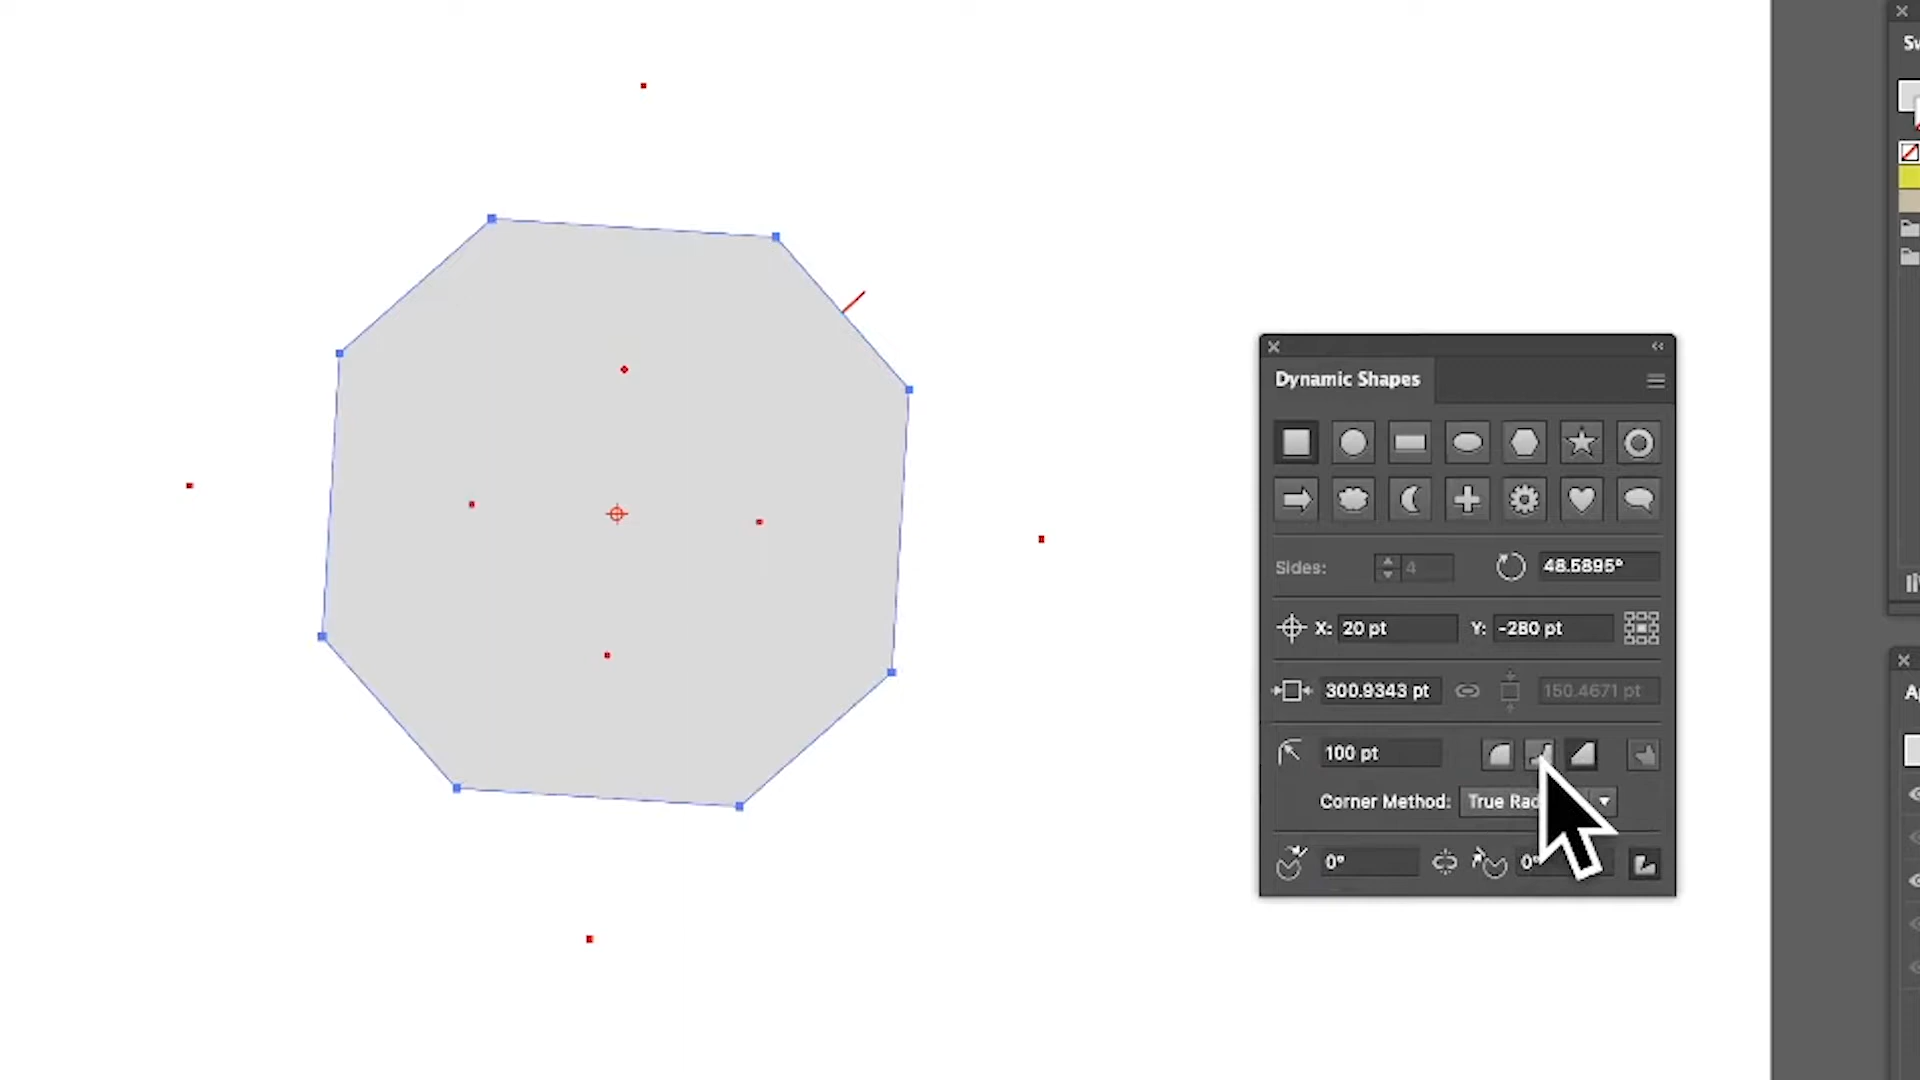 Dynamic Shapes
Sides: 4 48.5895°
X: 20 pt Y: -280 pt
300.9343 pt 150.4671 pt
100 pt
Corner Method: True Rad
0° 0°